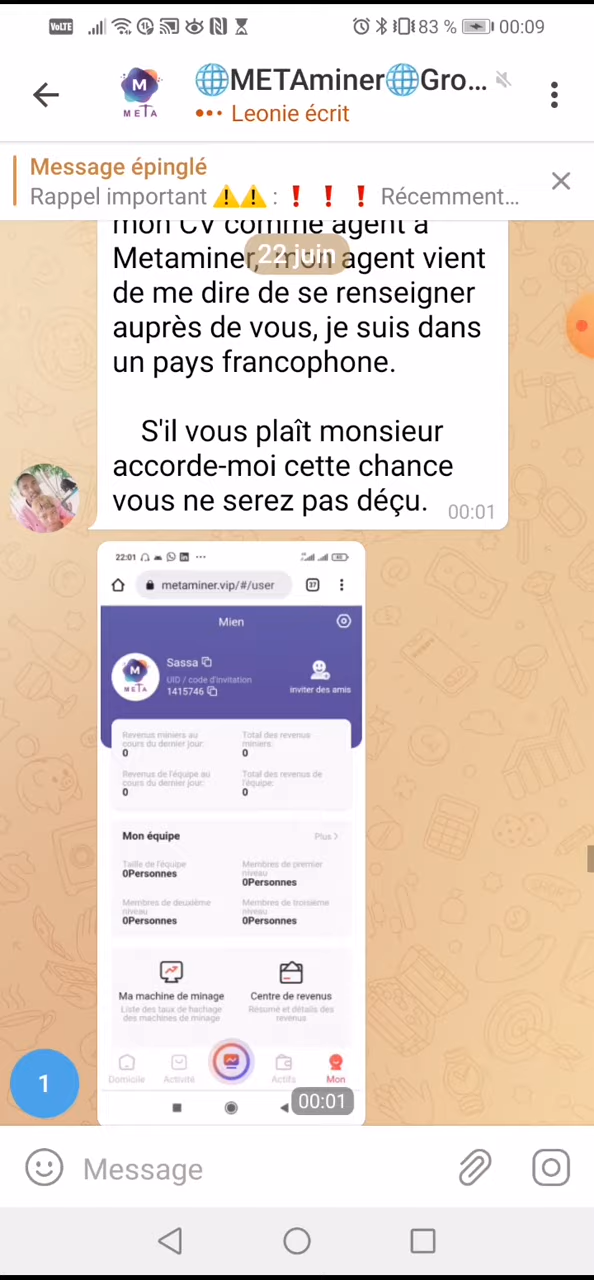 VoLTE
83 % 00:09
M
META
METAminer Gro...
Leonie écrit
Message épinglé
Rappel important ⚠️⚠️ : ❗ ❗ ❗ Récemment...
mon CV comme agent à
22 juin
Metaminer, mon agent vient
de me dire de se renseigner
auprès de vous, je suis dans
un pays francophone.
S'il vous plaît monsieur
accorde-moi cette chance
vous ne serez pas déçu.
00:01
22:01
metaminer.vip/#/user
37
Mien
M
META
Sassa
UID / code d'invitation
1415746
inviter des amis
Revenus miniers au
cours du dernier jour:
0
Total des revenus
miniers:
0
Revenus de l'équipe au
cours du dernier jour:
0
Total des revenus de
l'équipe:
0
Mon équipe
Plus >
Taille de l'équipe
0Personnes
Membres de premier
niveau
0Personnes
Membres de deuxième
niveau
0Personnes
Membres de troisième
niveau
0Personnes
Ma machine de minage
Liste des taux de hachage
des machines de minage
Centre de revenus
Résumé et détails des
revenus
Domicile
Activité
Actifs
Mon
00:01
1
Message